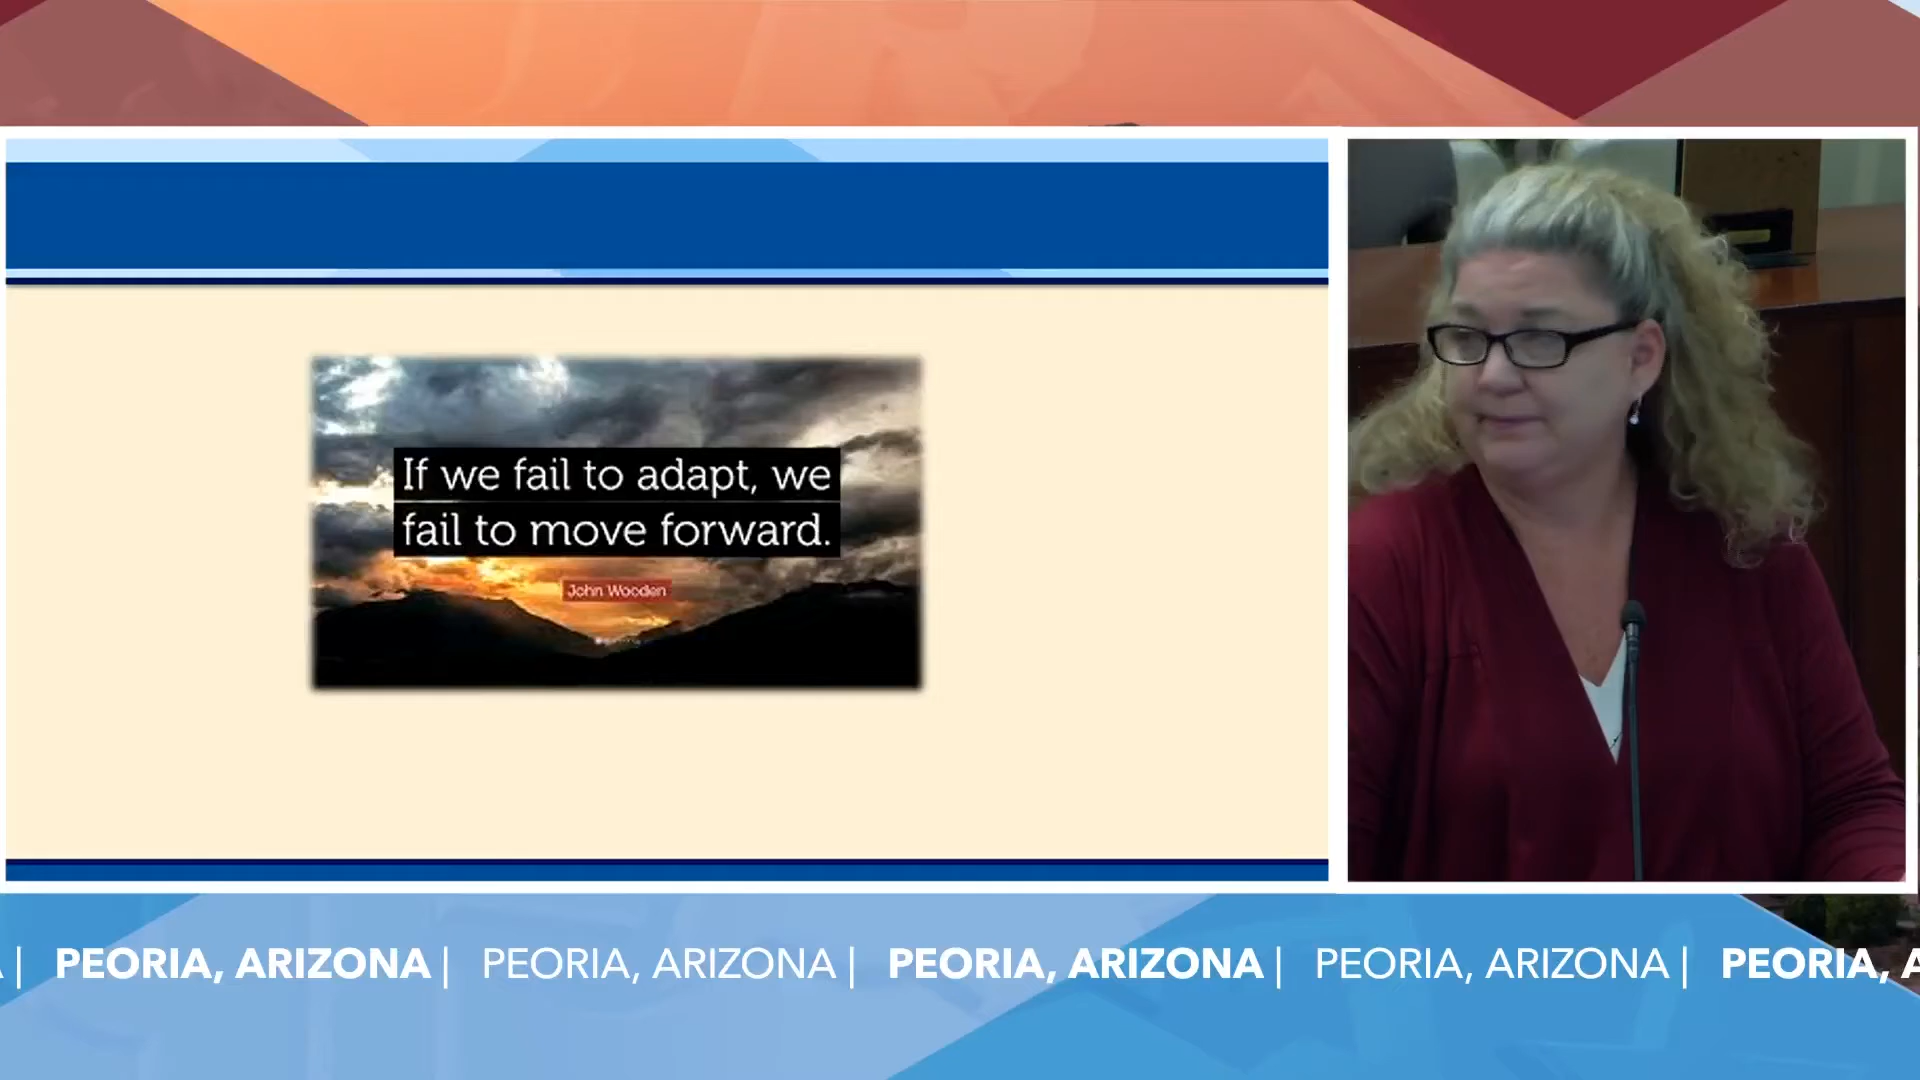 If we fail to adapt, we
fail to move forward.
John Wooden
| PEORIA, ARIZONA | PEORIA, ARIZONA | PEORIA, ARIZONA | PEORIA, ARIZONA | PEORIA,